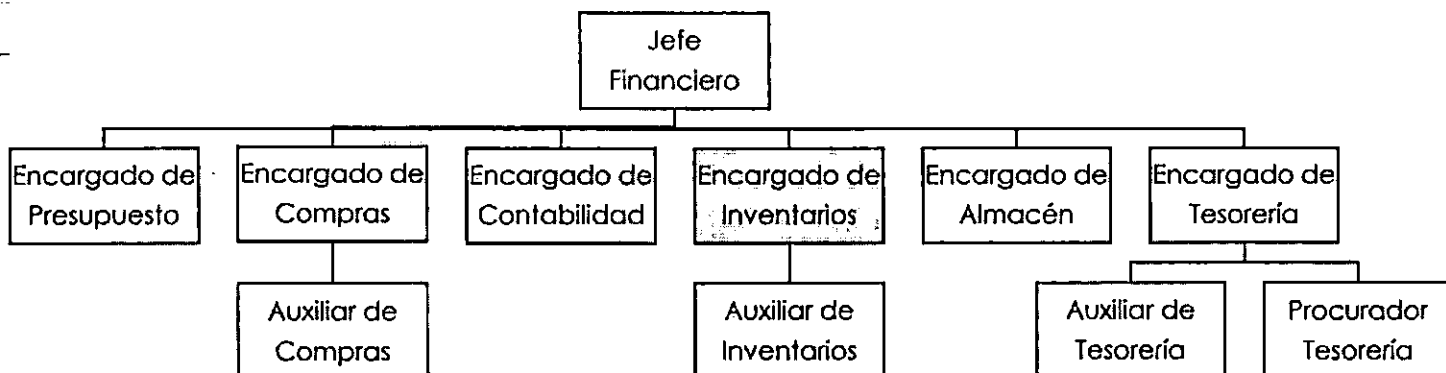 Jefe
Financiero
Encargado de
Presupuesto
Encargado de
Compras
Encargado de
Contabilidad
Encargado de
Inventarios
Encargado de
Almacén
Encargado de
Tesorería
Auxiliar de
Compras
Auxiliar de
Inventarios
Auxiliar de
Tesorería
Procurador
Tesorería